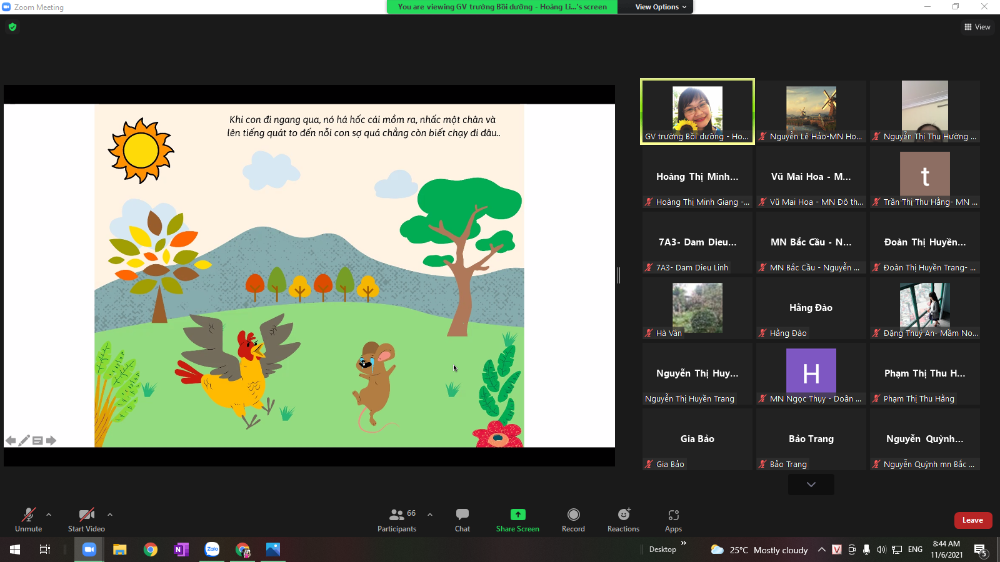 Zoom Meeting
You are viewing GV trường Bồi dưỡng - Hoàng Li...'s screen
View Options
View
Khi con đi ngang qua, nó há hốc cái mồm ra, nhấc một chân và
lên tiếng quát to đến nỗi con sợ quá chẳng còn biết chạy đi đâu..
GV trường Bồi dưỡng - Ho...
Nguyễn Lê Hảo-MN Ho...
Nguyễn Thị Thu Hường ...
Hoàng Thị Minh...
Hoàng Thị Minh Giang -...
Vũ Mai Hoa - M...
Vũ Mai Hoa - MN Đô th...
t
Trần Thị Thu Hằng- MN ...
7A3- Dam Dieu...
7A3- Dam Dieu Linh
MN Bắc Cầu - N...
MN Bắc Cầu - Nguyễn ...
Đoàn Thị Huyền...
Đoàn Thị Huyền Trang- ...
Hà Vân
Hằng Đào
Hằng Đào
Đặng Thuý An- Mầm No...
Nguyễn Thị Huy...
Nguyễn Thị Huyền Trang
H
MN Ngọc Thụy - Doãn ...
Phạm Thị Thu H...
Phạm Thị Thu Hằng
Gia Bảo
Gia Bảo
Bảo Trang
Bảo Trang
Nguyễn Quỳnh...
Nguyễn Quỳnh mn Bắc ...
Unmute
Start Video
Participants
66
Chat
Share Screen
Record
Reactions
Apps
Leave
Zalo
Desktop
25°C Mostly cloudy
V
ENG
8:44 AM
11/6/2021
5